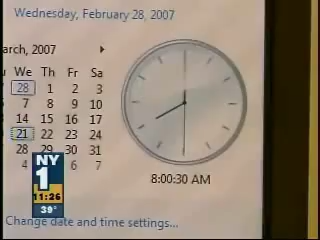 Wednesday, February 28, 2007
arch, 2007
We Th Fr Sa
28 1 2 3
7 8 9 10
14 15 16 17
21 22 23 24
28 29 30 31
4 6 7
8:00:30 AM
NY
1
11:26
39°
Change date and time settings...